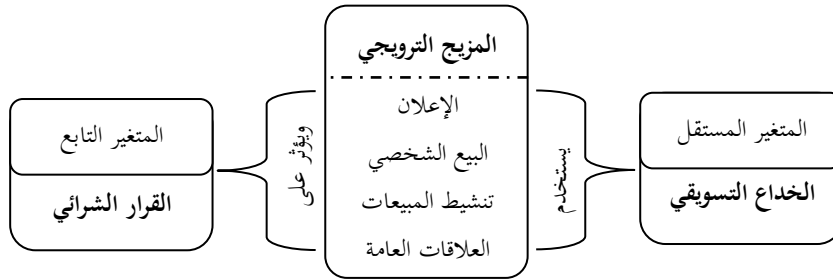 المتغير المستقل
الخداع التسويقي
يستخدم
المزيج الترويجي
الإعلان
البيع الشخصي
تنشيط المبيعات
العلاقات العامة
ويؤثر على
المتغير التابع
القرار الشرائي